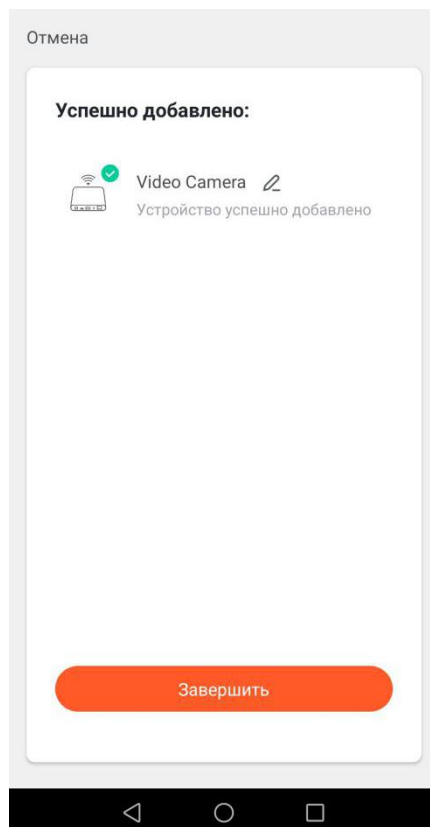 Отмена
Успешно добавлено:
Video Camera
Устройство успешно добавлено
Завершить